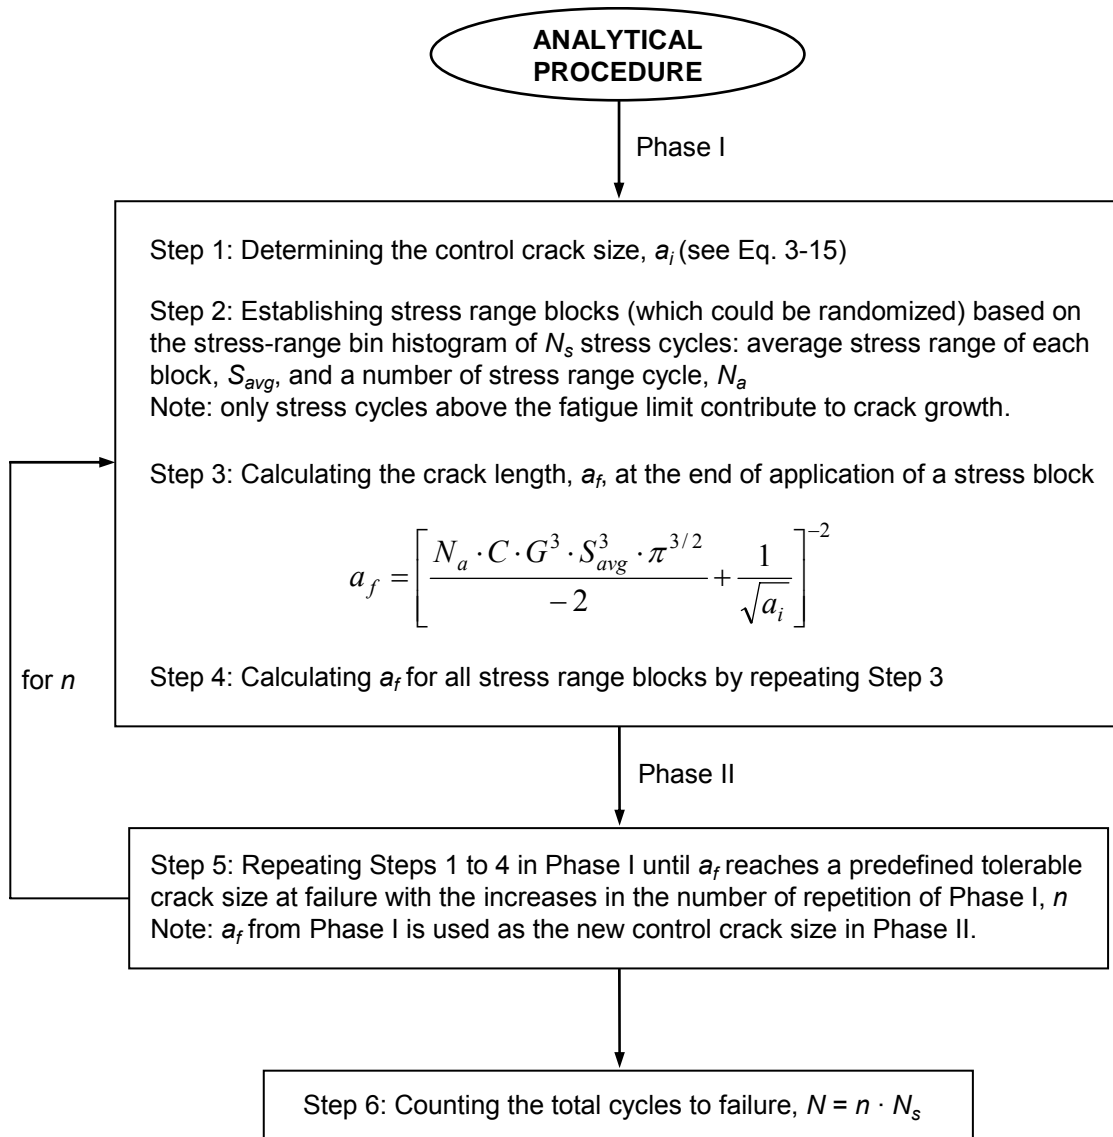 ANALYTICAL
PROCEDURE
Phase I
Step 1: Determining the control crack size, a_i (see Eq. 3-15)
Step 2: Establishing stress range blocks (which could be randomized) based on
the stress-range bin histogram of N_s stress cycles: average stress range of each
block, S_avg, and a number of stress range cycle, N_a
Note: only stress cycles above the fatigue limit contribute to crack growth.
Step 3: Calculating the crack length, a_f, at the end of application of a stress block
a_f = [ (N_a · C · G^3 · S_avg^3 · π^(3/2)) / (−2) + 1 / √a_i ]^(−2)
for n
Step 4: Calculating a_f for all stress range blocks by repeating Step 3
Phase II
Step 5: Repeating Steps 1 to 4 in Phase I until a_f reaches a predefined tolerable
crack size at failure with the increases in the number of repetition of Phase I, n
Note: a_f from Phase I is used as the new control crack size in Phase II.
Step 6: Counting the total cycles to failure, N = n · N_s